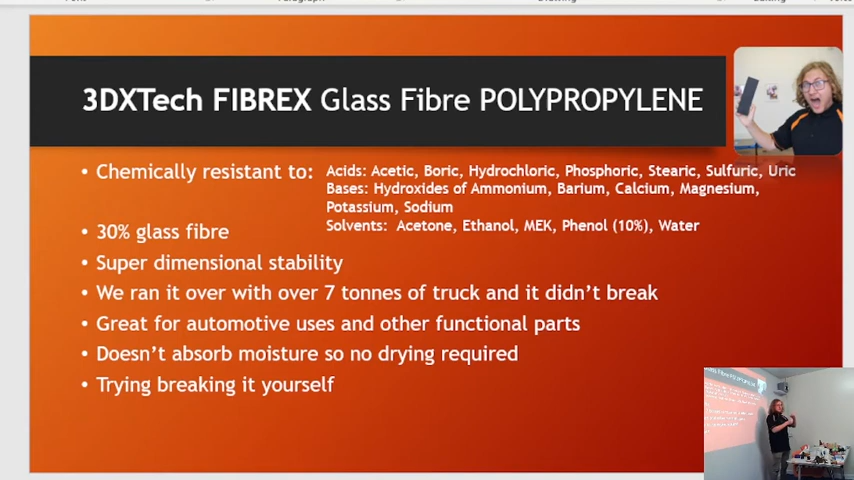 3DXTech FIBREX Glass Fibre POLYPROPYLENE
• Chemically resistant to:
Acids: Acetic, Boric, Hydrochloric, Phosphoric, Stearic, Sulfuric, Uric
Bases: Hydroxides of Ammonium, Barium, Calcium, Magnesium,
Potassium, Sodium
Solvents: Acetone, Ethanol, MEK, Phenol (10%), Water
• 30% glass fibre
• Super dimensional stability
• We ran it over with over 7 tonnes of truck and it didn't break
• Great for automotive uses and other functional parts
• Doesn't absorb moisture so no drying required
• Trying breaking it yourself